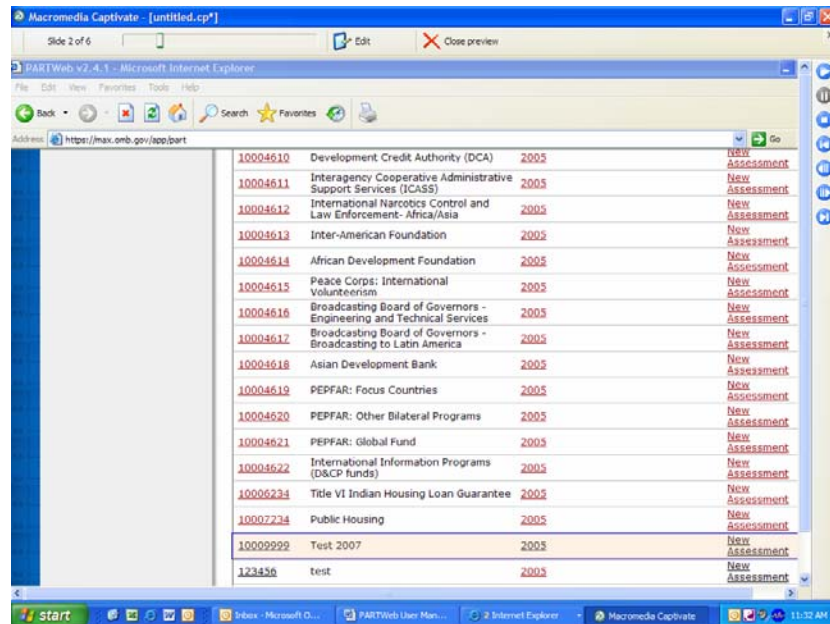 Macromedia Captivate - [untitled.cp*]
Slide 2 of 6
Edit
Close preview
PARTWeb v2.4.1 - Microsoft Internet Explorer
File Edit View Favorites Tools Help
Back Search Favorites
Address https://max.omb.gov/app/part Go
10004610 Development Credit Authority (DCA) 2005 New Assessment
10004611 Interagency Cooperative Administrative Support Services (ICASS) 2005 New Assessment
10004612 International Narcotics Control and Law Enforcement- Africa/Asia 2005 New Assessment
10004613 Inter-American Foundation 2005 New Assessment
10004614 African Development Foundation 2005 New Assessment
10004615 Peace Corps: International Volunteerism 2005 New Assessment
10004616 Broadcasting Board of Governors - Engineering and Technical Services 2005 New Assessment
10004617 Broadcasting Board of Governors - Broadcasting to Latin America 2005 New Assessment
10004618 Asian Development Bank 2005 New Assessment
10004619 PEPFAR: Focus Countries 2005 New Assessment
10004620 PEPFAR: Other Bilateral Programs 2005 New Assessment
10004621 PEPFAR: Global Fund 2005 New Assessment
10004622 International Information Programs (D&CP funds) 2005 New Assessment
10006234 Title VI Indian Housing Loan Guarantee 2005 New Assessment
10007234 Public Housing 2005 New Assessment
10009999 Test 2007 2005 New Assessment
123456 test 2005 New Assessment
start Inbox - Microsoft O... PARTWeb User Man... 2 Internet Explorer Macromedia Captivate 11:32 AM